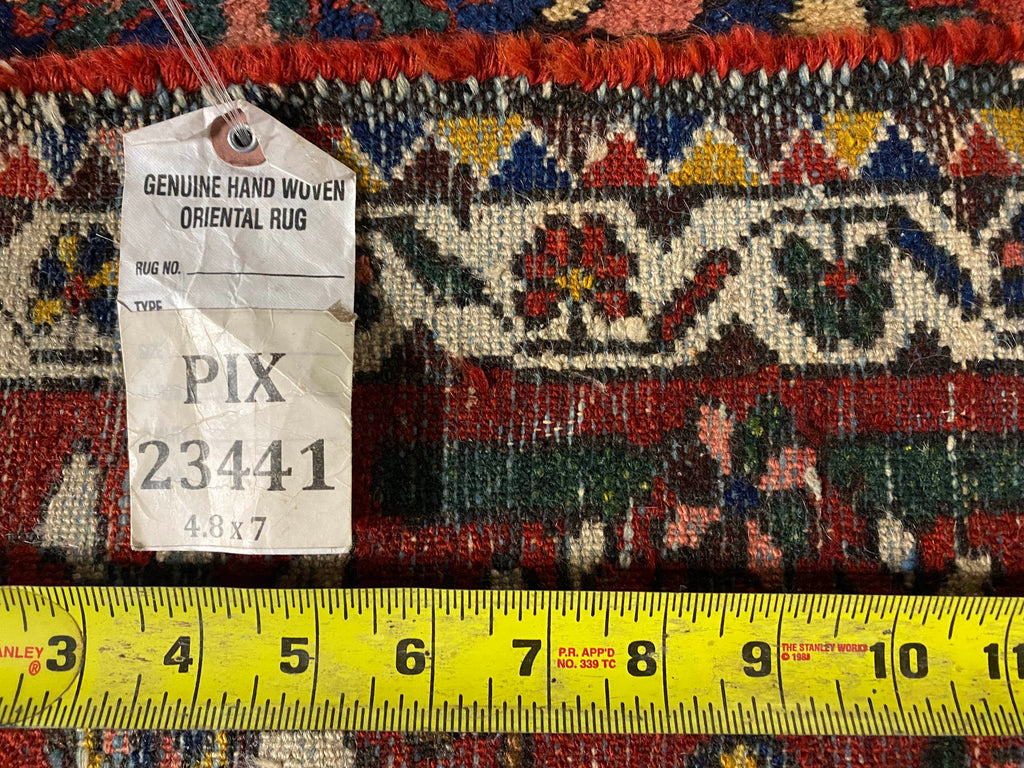 GENUINE HAND WOVEN
ORIENTAL RUG
RUG NO.
TYPE
PIX
23441
4.8 x 7
STANLEY ®
3 4 5 6 7 8 9 10 11
P.R. APP'D
NO. 339 TC
THE STANLEY WORKS